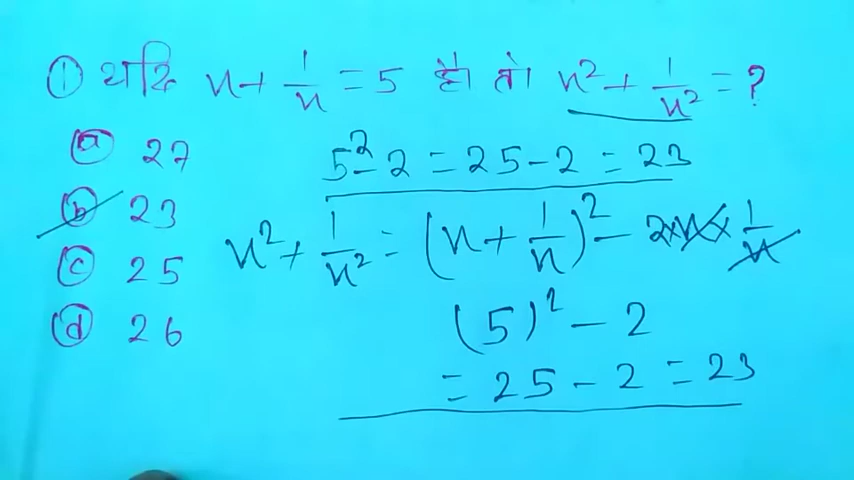 ① यदि x + 1/x = 5 हो तो x² + 1/x² = ?
ⓐ 27
5² - 2 = 25 - 2 = 23
ⓑ 23
x² + 1/x² = (x + 1/x)² - 2×x×1/x
ⓒ 25
(5)² - 2
ⓓ 26
= 25 - 2 = 23